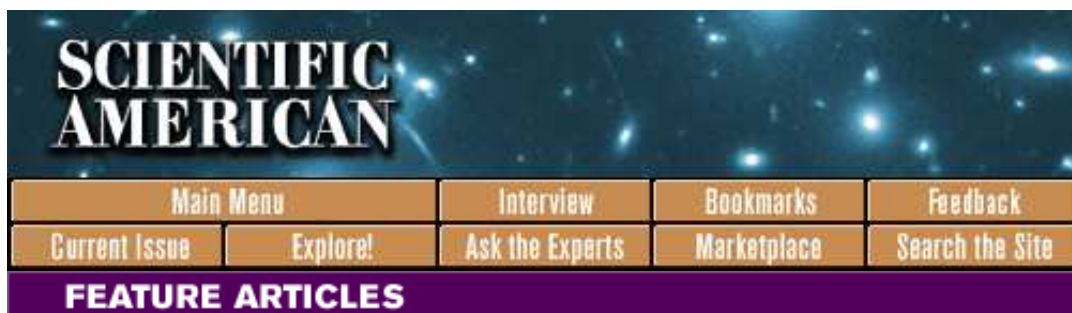 SCIENTIFIC
AMERICAN
Main Menu Interview Bookmarks Feedback
Current Issue Explore! Ask the Experts Marketplace Search the Site
FEATURE ARTICLES